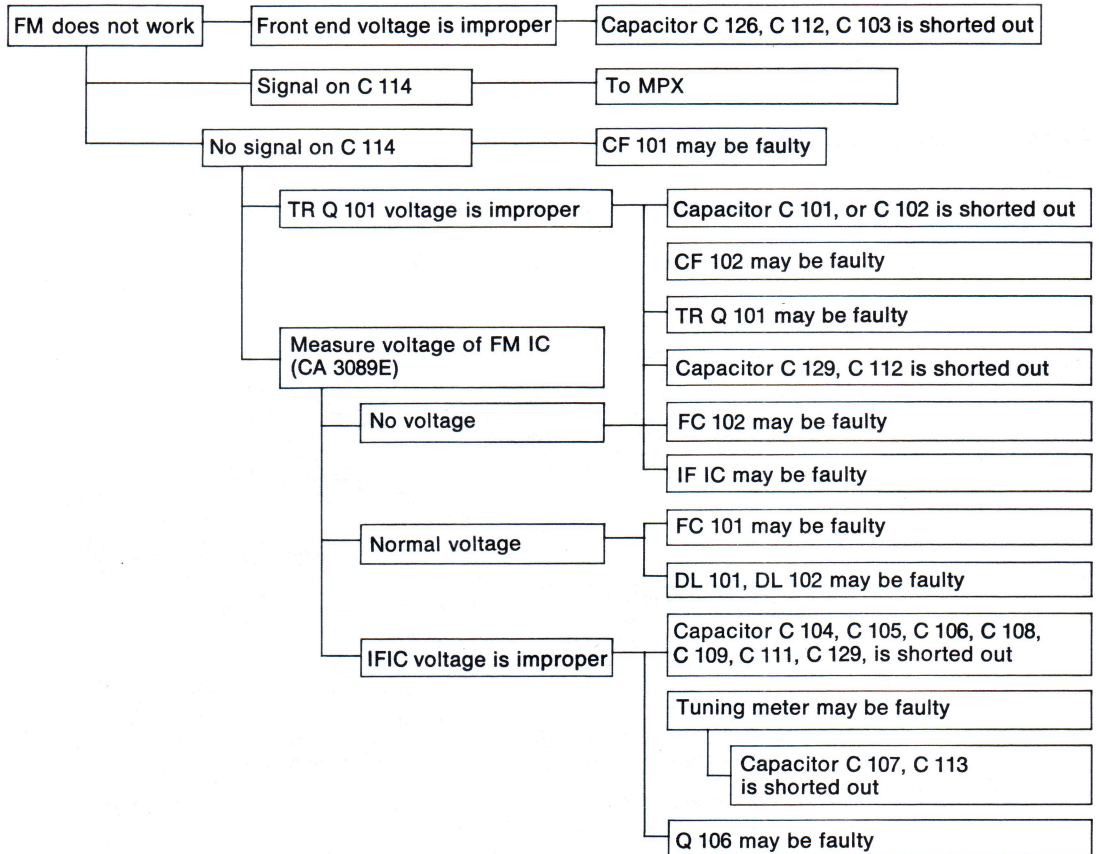 FM does not work
Front end voltage is improper
Capacitor C 126, C 112, C 103 is shorted out
Signal on C 114
To MPX
No signal on C 114
CF 101 may be faulty
TR Q 101 voltage is improper
Capacitor C 101, or C 102 is shorted out
CF 102 may be faulty
TR Q 101 may be faulty
Measure voltage of FM IC
(CA 3089E)
Capacitor C 129, C 112 is shorted out
No voltage
FC 102 may be faulty
IF IC may be faulty
Normal voltage
FC 101 may be faulty
DL 101, DL 102 may be faulty
IFIC voltage is improper
Capacitor C 104, C 105, C 106, C 108,
C 109, C 111, C 129, is shorted out
Tuning meter may be faulty
Capacitor C 107, C 113
is shorted out
Q 106 may be faulty